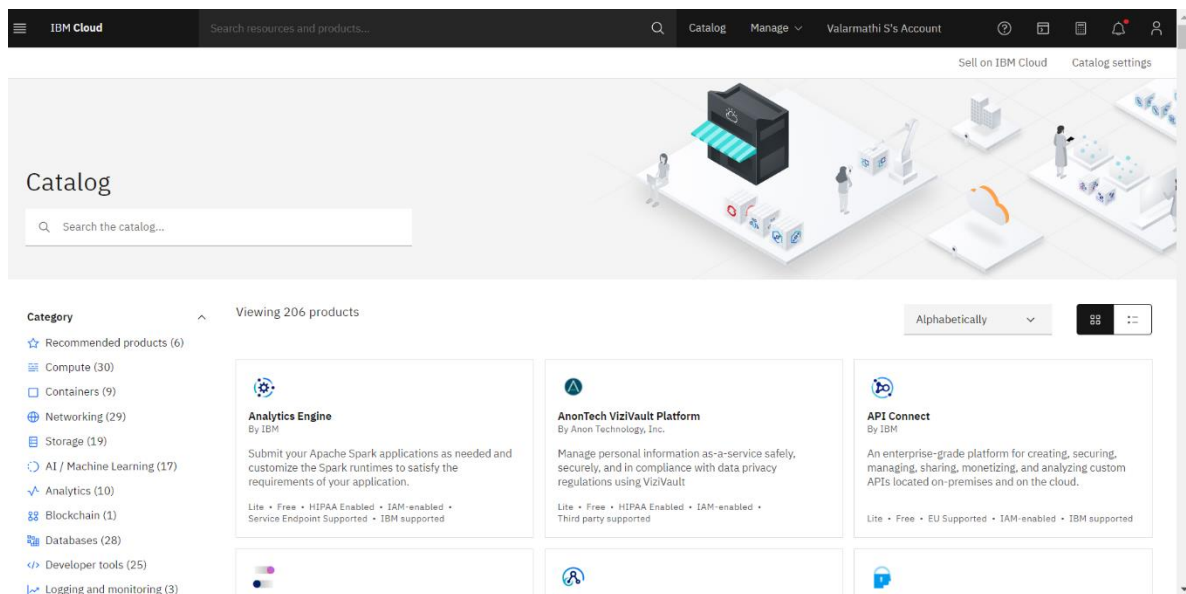 IBM Cloud
Search resources and products...
Catalog
Manage
Valarmathi S's Account
Sell on IBM Cloud
Catalog settings
Catalog
Search the catalog...
Category
Recommended products (6)
Compute (30)
Containers (9)
Networking (29)
Storage (19)
AI / Machine Learning (17)
Analytics (10)
Blockchain (1)
Databases (28)
Developer tools (25)
Logging and monitoring (3)
Viewing 206 products
Alphabetically
Analytics Engine
By IBM
Submit your Apache Spark applications as needed and
customize the Spark runtimes to satisfy the
requirements of your application.
Lite • Free • HIPAA Enabled • IAM-enabled •
Service Endpoint Supported • IBM supported
AnonTech ViziVault Platform
By Anon Technology, Inc.
Manage personal information as-a-service safely,
securely, and in compliance with data privacy
regulations using ViziVault
Lite • Free • HIPAA Enabled • IAM-enabled •
Third party supported
API Connect
By IBM
An enterprise-grade platform for creating, securing,
managing, sharing, monetizing, and analyzing custom
APIs located on-premises and on the cloud.
Lite • Free • EU Supported • IAM-enabled • IBM supported